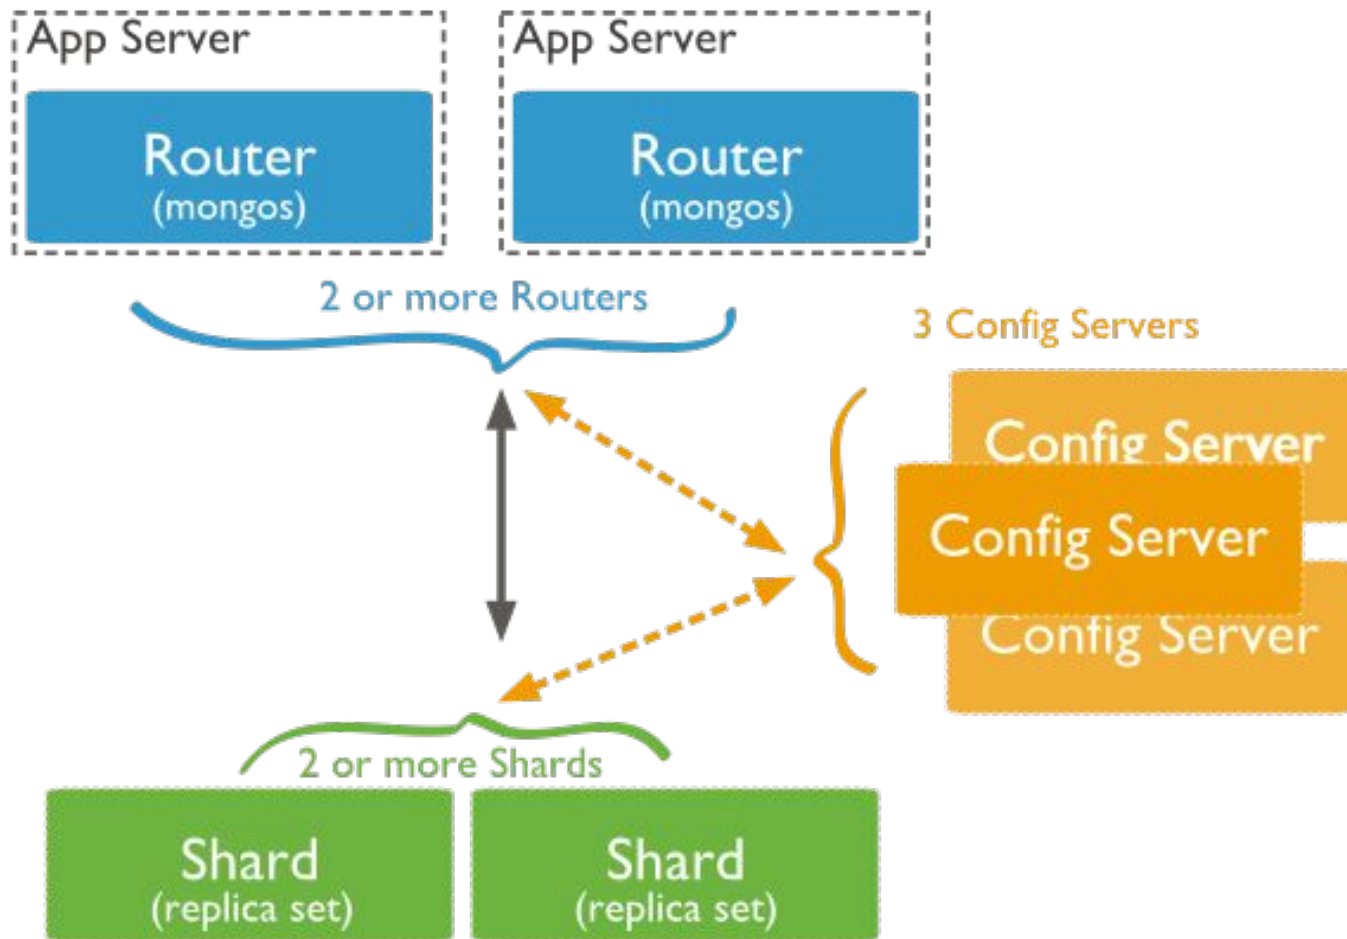 App Server
App Server
Router
(mongos)
Router
(mongos)
2 or more Routers
3 Config Servers
Config Server
Config Server
Config Server
2 or more Shards
Shard
(replica set)
Shard
(replica set)